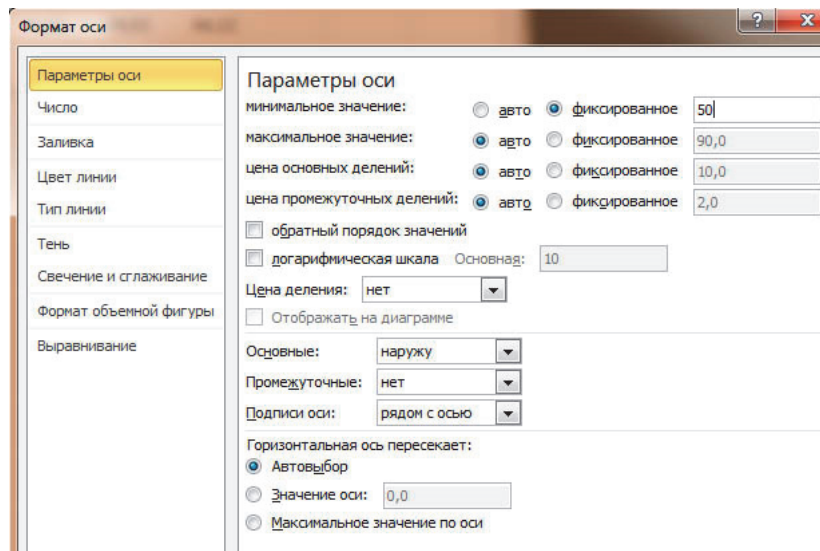 Формат оси
Параметры оси
Число
Заливка
Цвет линии
Тип линии
Тень
Свечение и сглаживание
Формат объемной фигуры
Выравнивание
Параметры оси
минимальное значение: авто фиксированное 50
максимальное значение: авто фиксированное 90,0
цена основных делений: авто фиксированное 10,0
цена промежуточных делений: авто фиксированное 2,0
обратный порядок значений
логарифмическая шкала Основная: 10
Цена деления: нет
Отображать на диаграмме
Основные: наружу
Промежуточные: нет
Подписи оси: рядом с осью
Горизонтальная ось пересекает:
Автовыбор
Значение оси: 0,0
Максимальное значение по оси